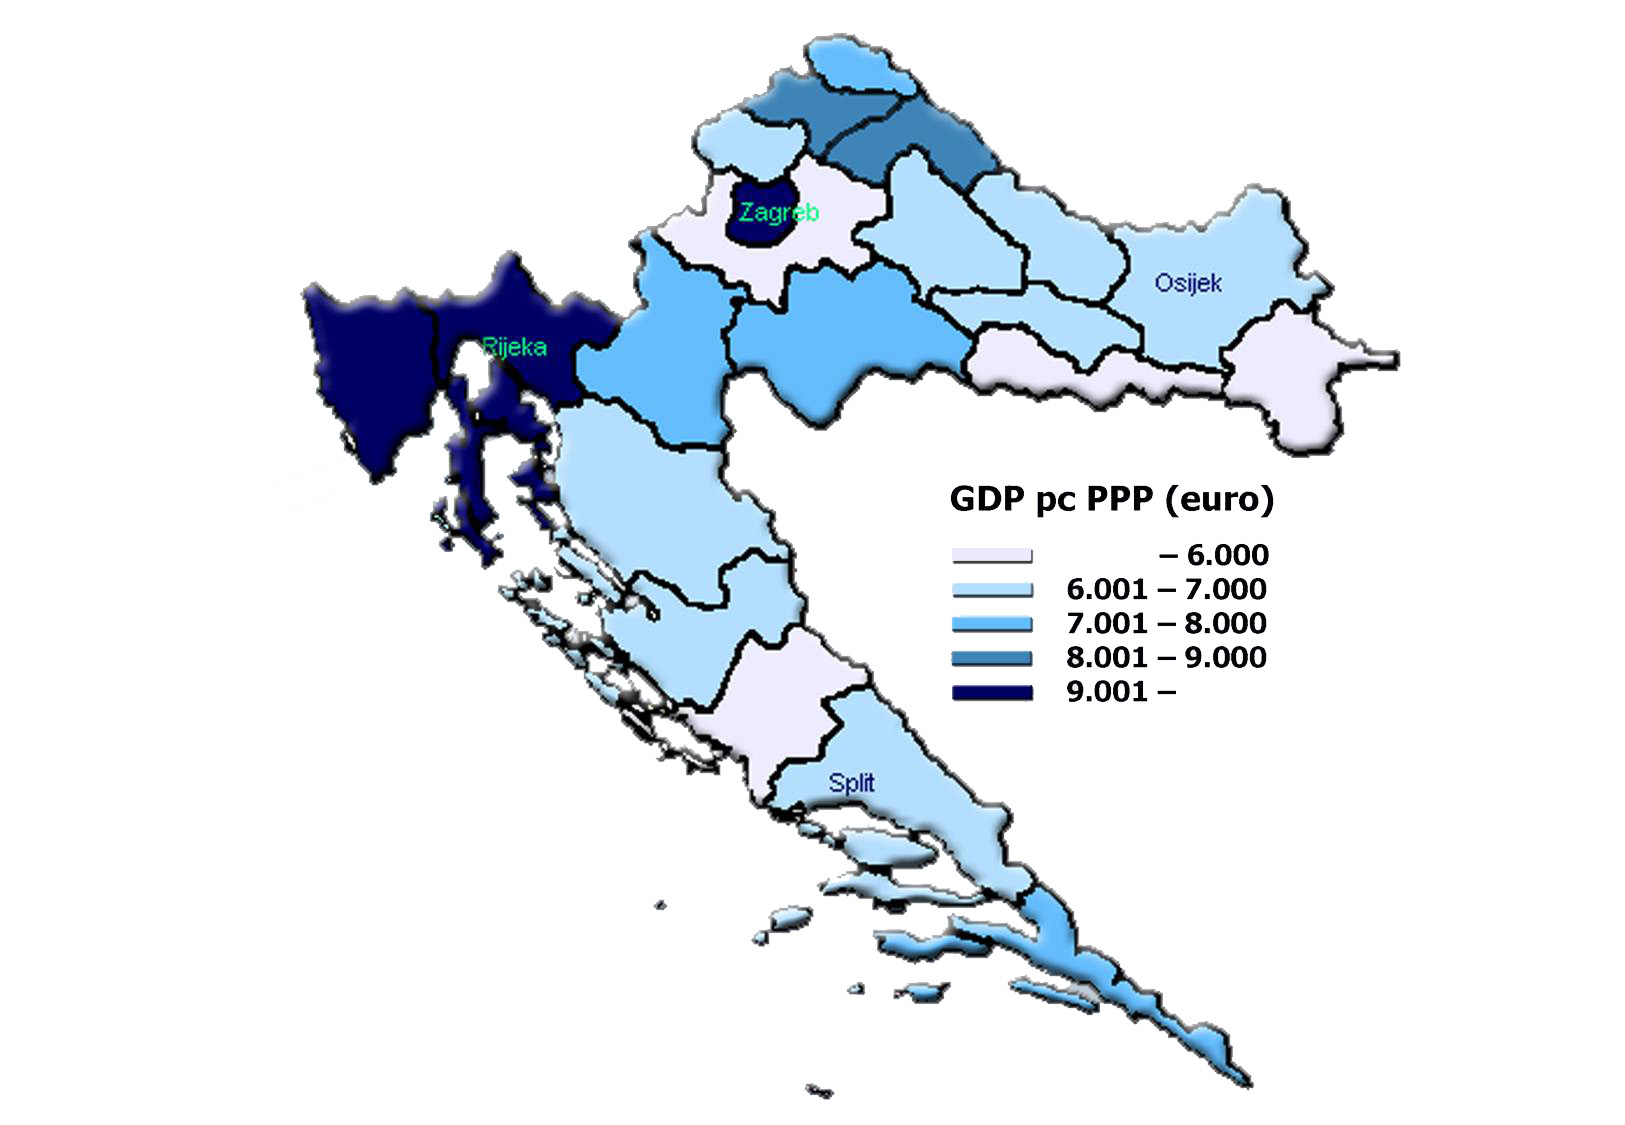 Zagreb
Osijek
Rijeka
GDP pc PPP (euro)
– 6.000
6.001 – 7.000
7.001 – 8.000
8.001 – 9.000
9.001 –
Split